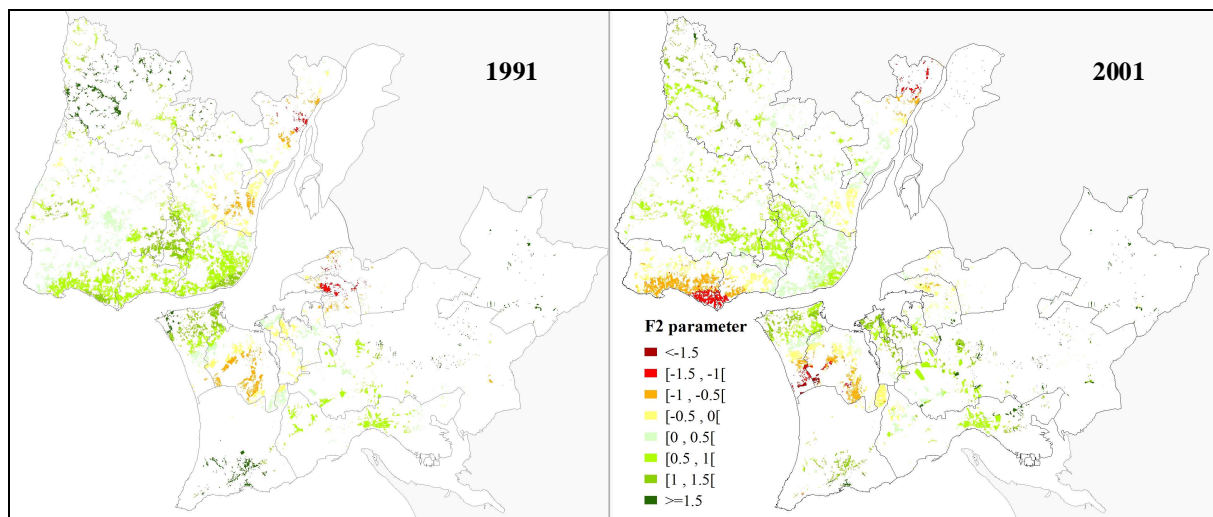 1991
2001
F2 parameter
<-1.5
[-1.5 , -1[
[-1 , -0.5[
[-0.5 , 0[
[0 , 0.5[
[0.5 , 1[
[1 , 1.5[
>=1.5